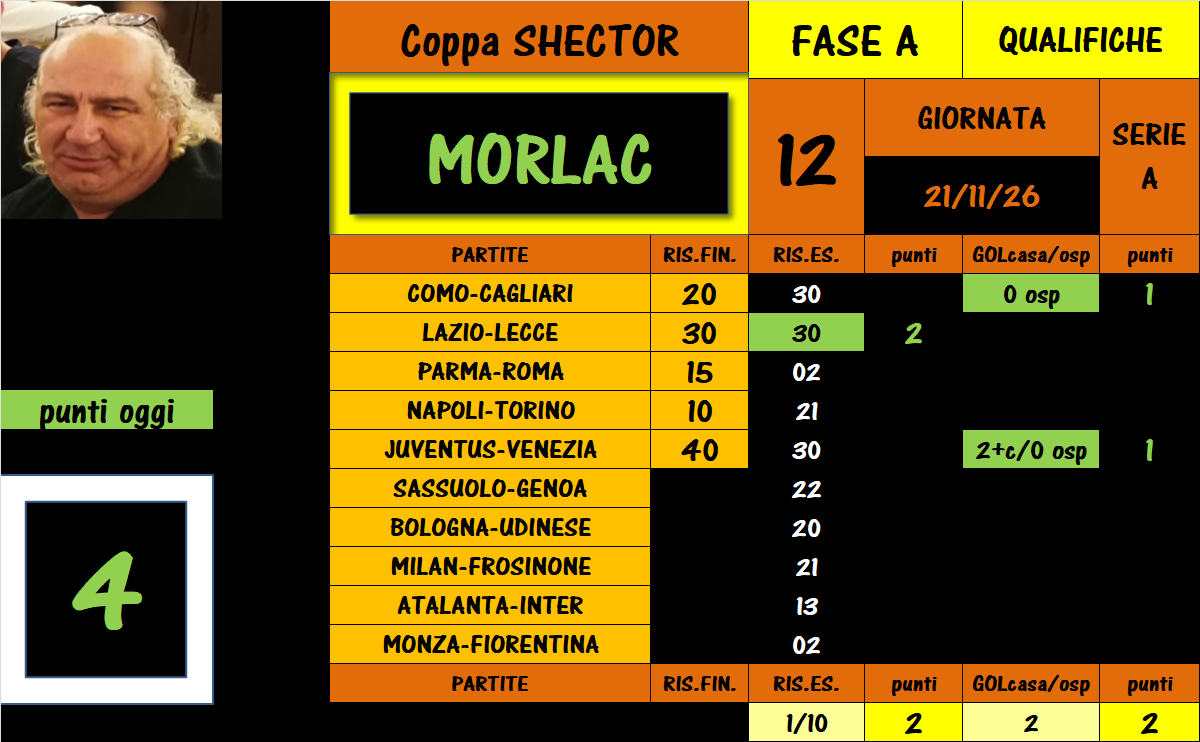 Coppa SHECTOR FASE A QUALIFICHE
MORLAC 12 GIORNATA SERIE A
21/11/26
PARTITE RIS.FIN. RIS.ES. punti GOLcasa/osp punti
COMO-CAGLIARI 20 30 0 osp 1
LAZIO-LECCE 30 30 2
PARMA-ROMA 15 02
punti oggi
NAPOLI-TORINO 10 21
JUVENTUS-VENEZIA 40 30 2+c/0 osp 1
SASSUOLO-GENOA 22
BOLOGNA-UDINESE 20
4
MILAN-FROSINONE 21
ATALANTA-INTER 13
MONZA-FIORENTINA 02
PARTITE RIS.FIN. RIS.ES. punti GOLcasa/osp punti
1/10 2 2 2